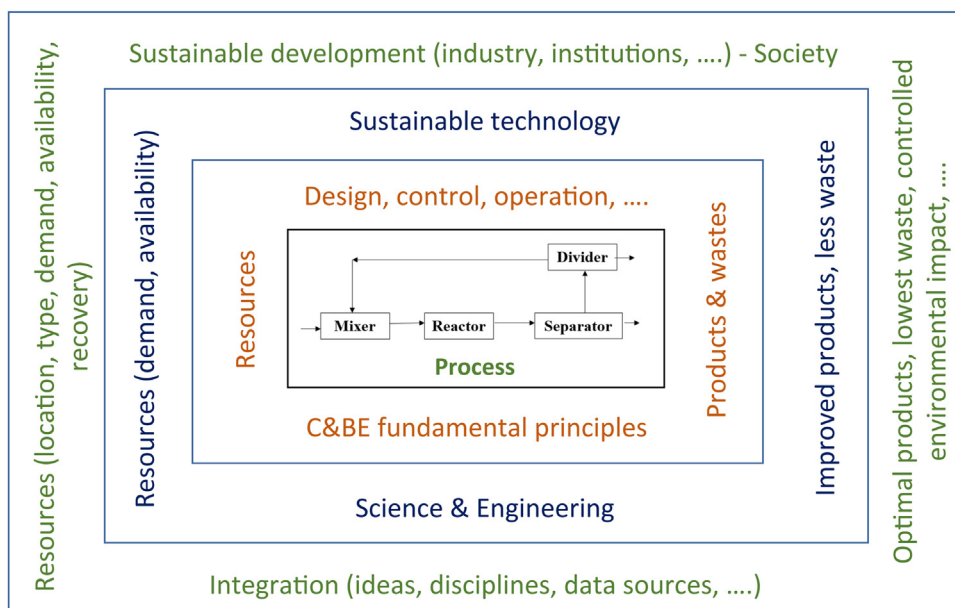 Sustainable development (industry, institutions, ....) - Society
Resources (location, type, demand, availability,
recovery)
Sustainable technology
Resources (demand, availability)
Design, control, operation, ....
Resources
Divider
Mixer
Reactor
Separator
Process
Products & wastes
C&BE fundamental principles
Improved products, less waste
Science & Engineering
Optimal products, lowest waste, controlled
environmental impact, ....
Integration (ideas, disciplines, data sources, ....)